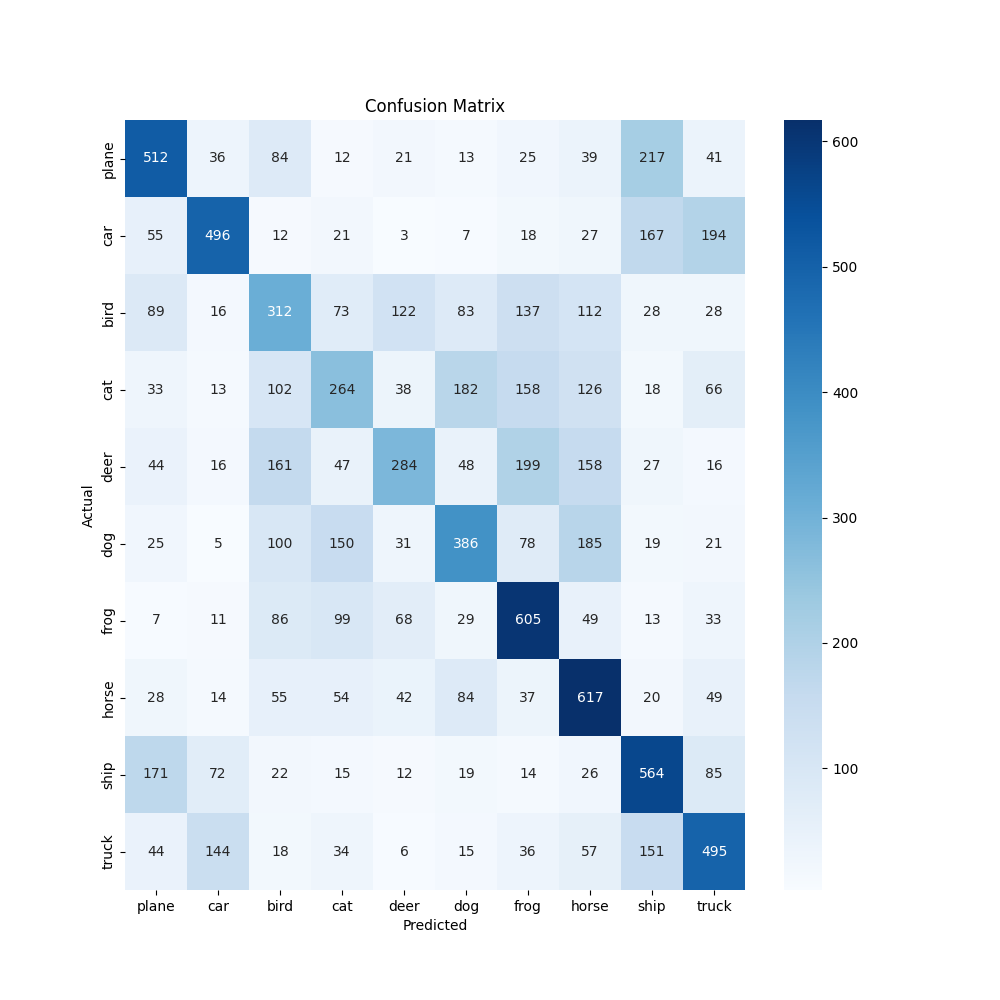 Confusion Matrix
plane 512 36 84 12 21 13 25 39 217 41
car 55 496 12 21 3 7 18 27 167 194
bird 89 16 312 73 122 83 137 112 28 28
cat 33 13 102 264 38 182 158 126 18 66
deer 44 16 161 47 284 48 199 158 27 16
dog 25 5 100 150 31 386 78 185 19 21
frog 7 11 86 99 68 29 605 49 13 33
horse 28 14 55 54 42 84 37 617 20 49
ship 171 72 22 15 12 19 14 26 564 85
truck 44 144 18 34 6 15 36 57 151 495
plane car bird cat deer dog frog horse ship truck
Predicted
Actual
600
500
400
300
200
100